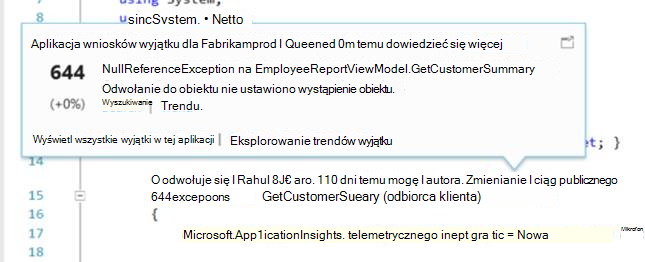 7 using System;
8 usincSvstem. • Netto
Aplikacja wniosków wyjątku dla Fabrikamprod I Queened 0m temu dowiedzieć się więcej
644 NullReferenceException na EmployeeReportViewModel.GetCustomerSummary
Odwołanie do obiektu nie ustawiono wystąpienie obiektu.
(+0%) Wyszukiwanie | Trendu.
Wyświetl wszystkie wyjątki w tej aplikacji | Eksplorowanie trendów wyjątku
et; }
14
O odwołuje się I Rahul 8J€ aro. 110 dni temu mogę I autora. Zmienianie I ciąg publicznego
15 644excepoons GetCustomerSueary (odbiorca klienta)
16 {
17 Microsoft.App1icationInsights. telemetrycznego inept gra tic = Nowa Mikrofon
18